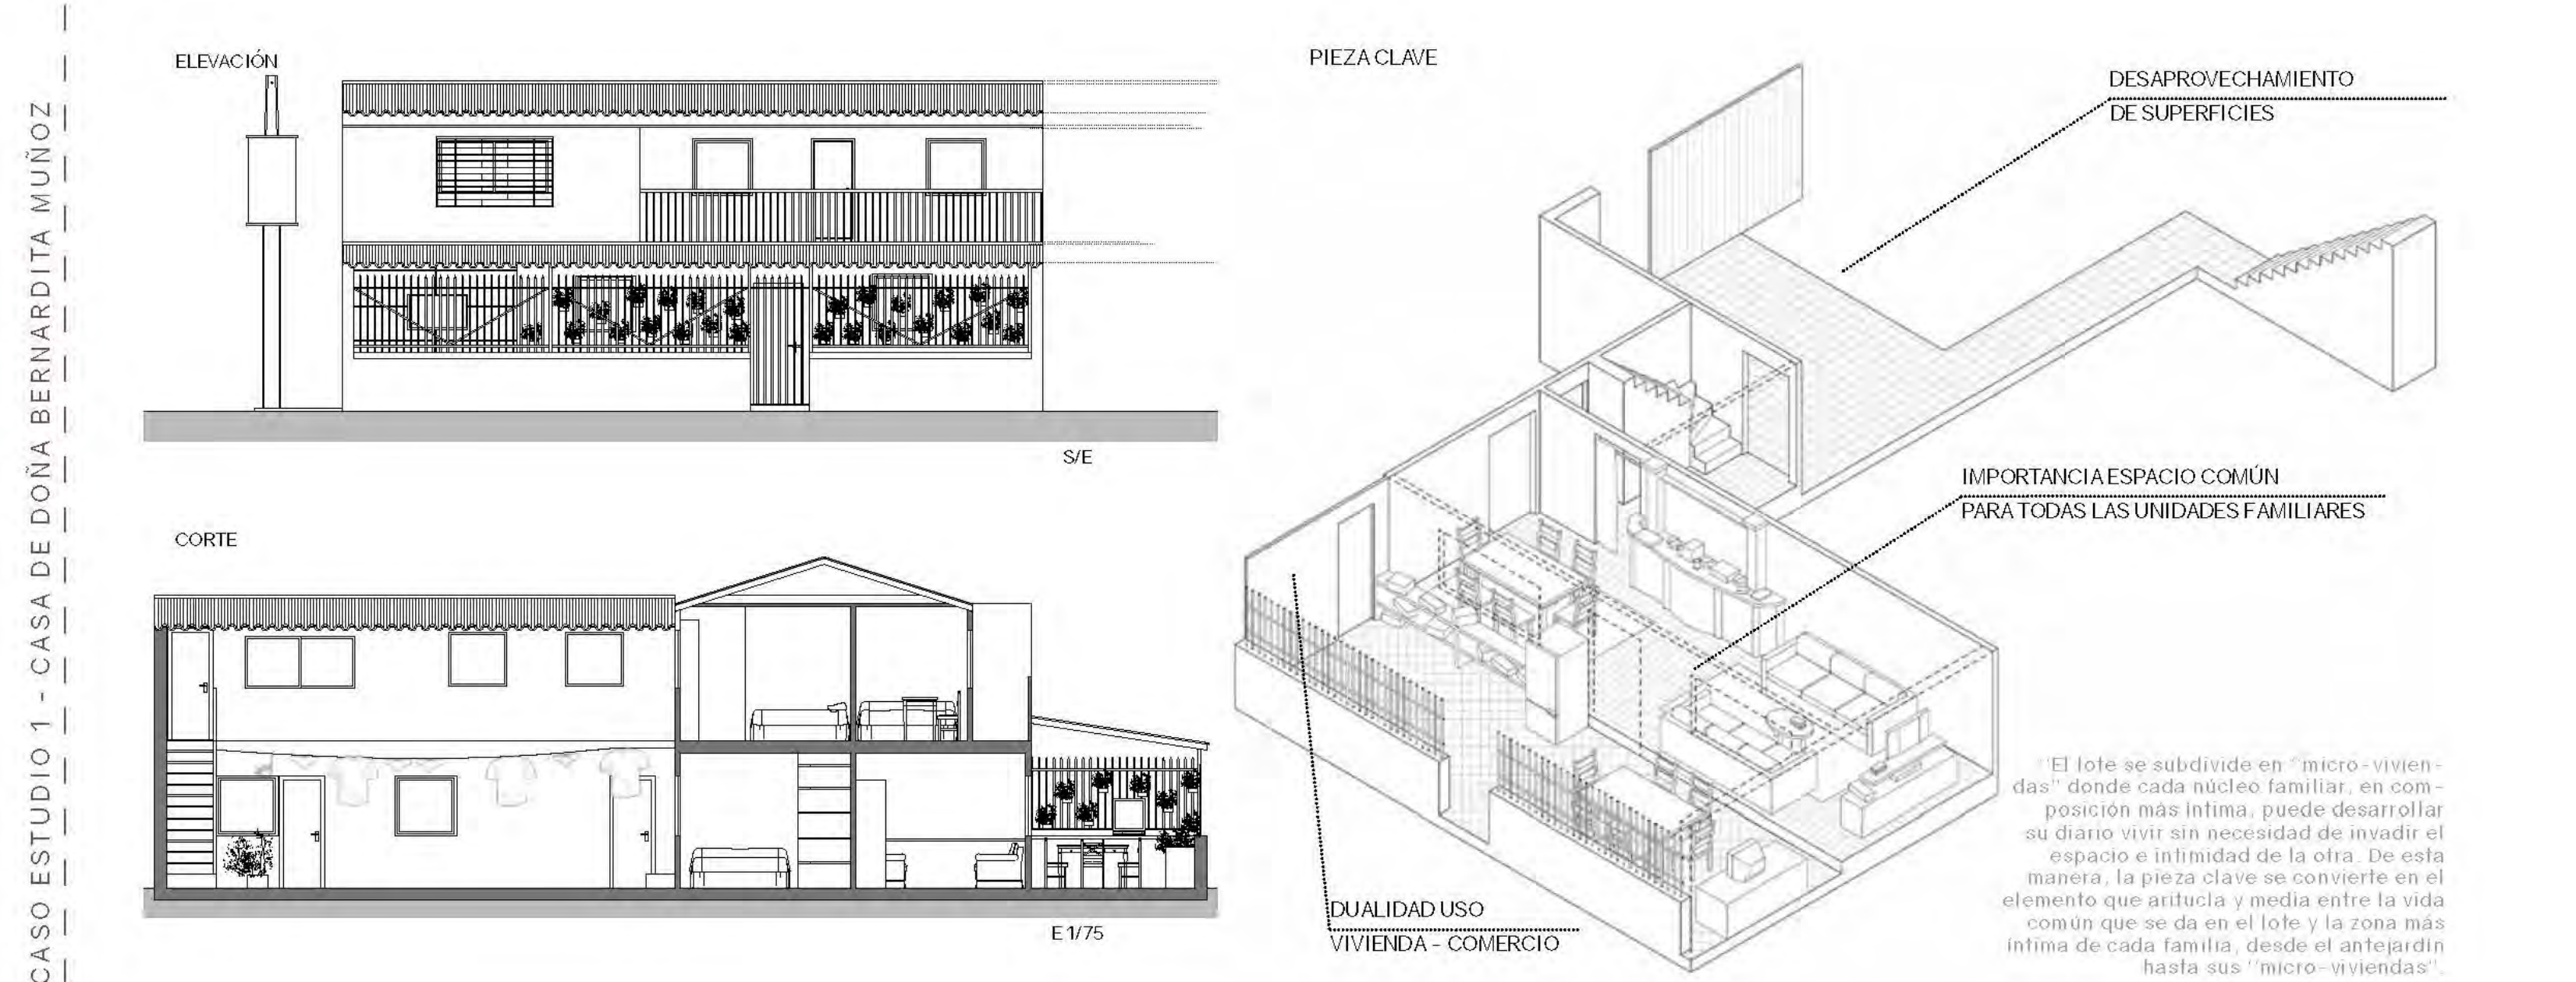 CASO ESTUDIO 1 - CASA DE DOÑA BERNARDITA MUÑOZ
ELEVACIÓN
S/E
CORTE
E 1/75
PIEZA CLAVE
DESAPROVECHAMIENTO
DE SUPERFICIES
IMPORTANCIA ESPACIO COMÚN
PARA TODAS LAS UNIDADES FAMILIARES
DUALIDAD USO
VIVIENDA - COMERCIO
"El lote se subdivide en "micro-vivien-
das" donde cada núcleo familiar, en com-
posición más íntima, puede desarrollar
su diario vivir sin necesidad de invadir el
espacio e intimidad de la otra. De esta
manera, la pieza clave se convierte en el
elemento que aritucla y media entre la vida
común que se da en el lote y la zona más
íntima de cada familia, desde el antejardín
hasta sus "micro-viviendas".